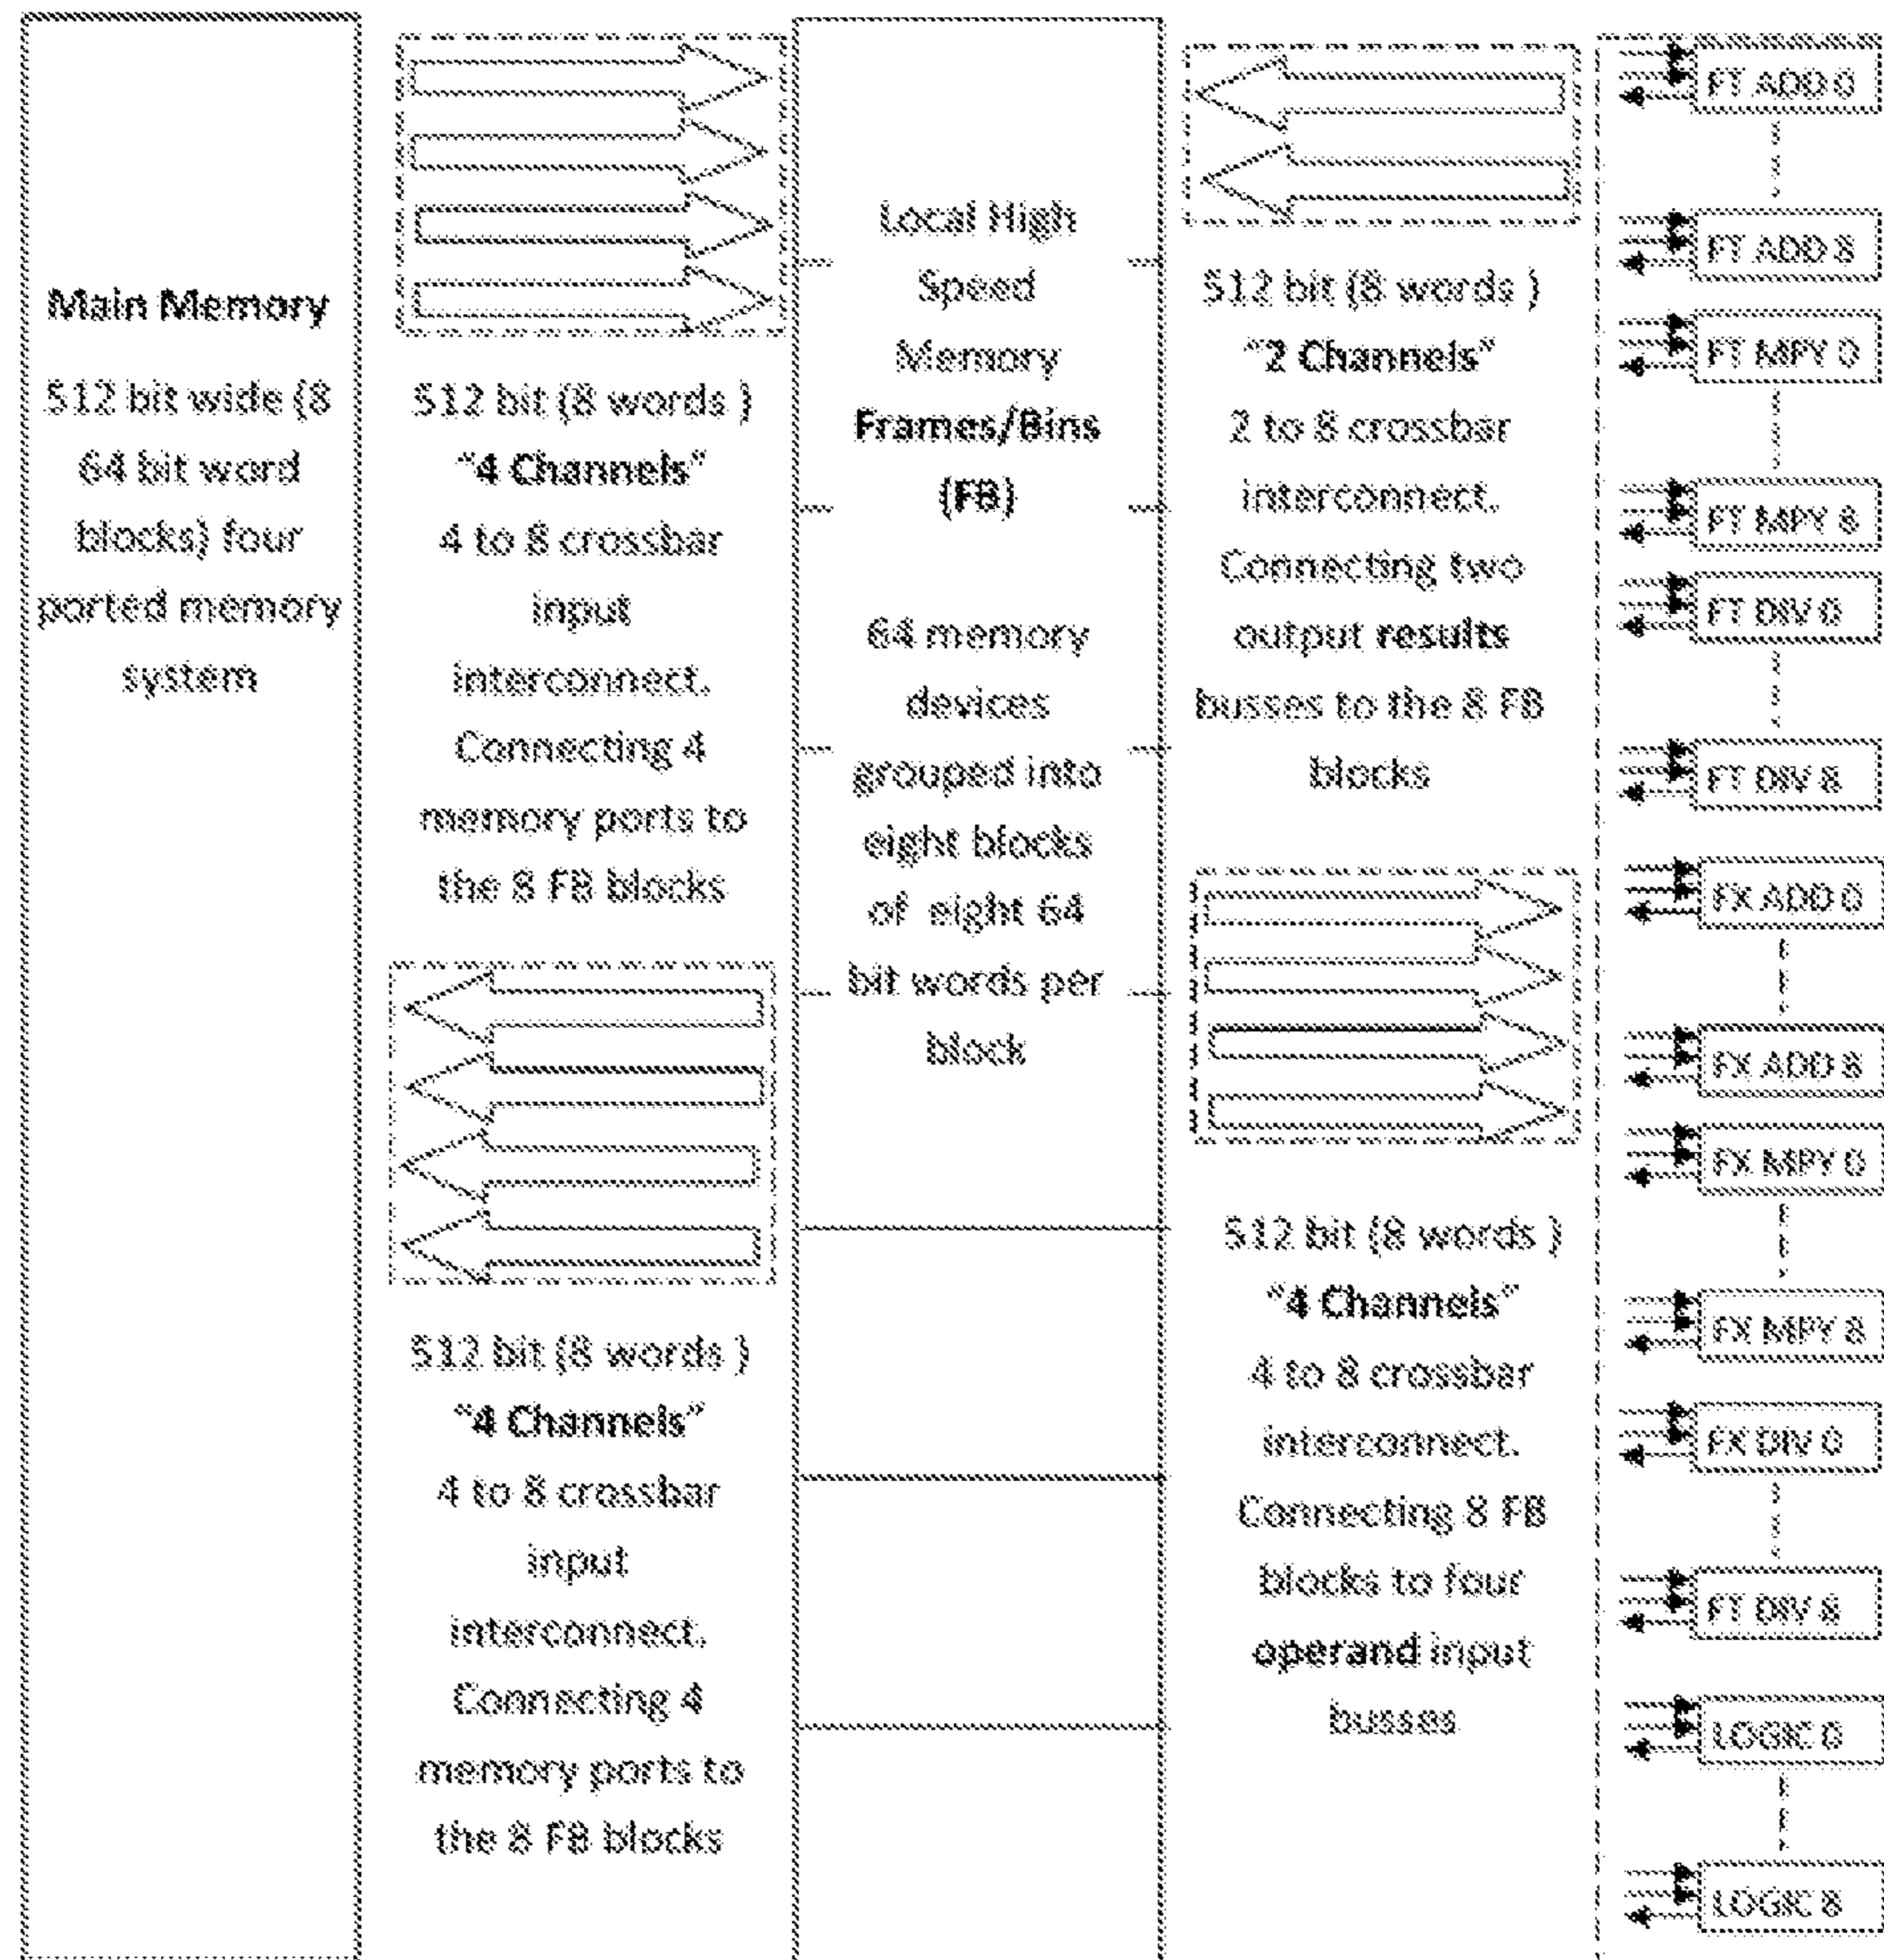 Main Memory
512 bit wide (8
64 bit word
blocks) four
ported memory
system
512 bit (8 words )
"4 Channels"
4 to 8 crossbar
input
interconnect.
Connecting 4
memory ports to
the 8 FB blocks
512 bit (8 words )
"4 Channels"
4 to 8 crossbar
input
interconnect.
Connecting 4
memory ports to
the 8 FB blocks
Local High
Speed
Memory
Frames/Bins
(FB)
64 memory
devices
grouped into
eight blocks
of eight 64
bit words per
block
512 bit (8 words )
"2 Channels"
2 to 8 crossbar
interconnect.
Connecting two
output results
busses to the 8 FB
blocks
512 bit (8 words )
"4 Channels"
4 to 8 crossbar
interconnect.
Connecting 8 FB
blocks to four
operand input
busses
FT ADD 0
FT ADD 8
FT MPY 0
FT MPY 8
FT DIV 0
FT DIV 8
FX ADD 0
FX ADD 8
FX MPY 0
FX MPY 8
FX DIV 0
FT DIV 8
LOGIC 0
LOGIC 8